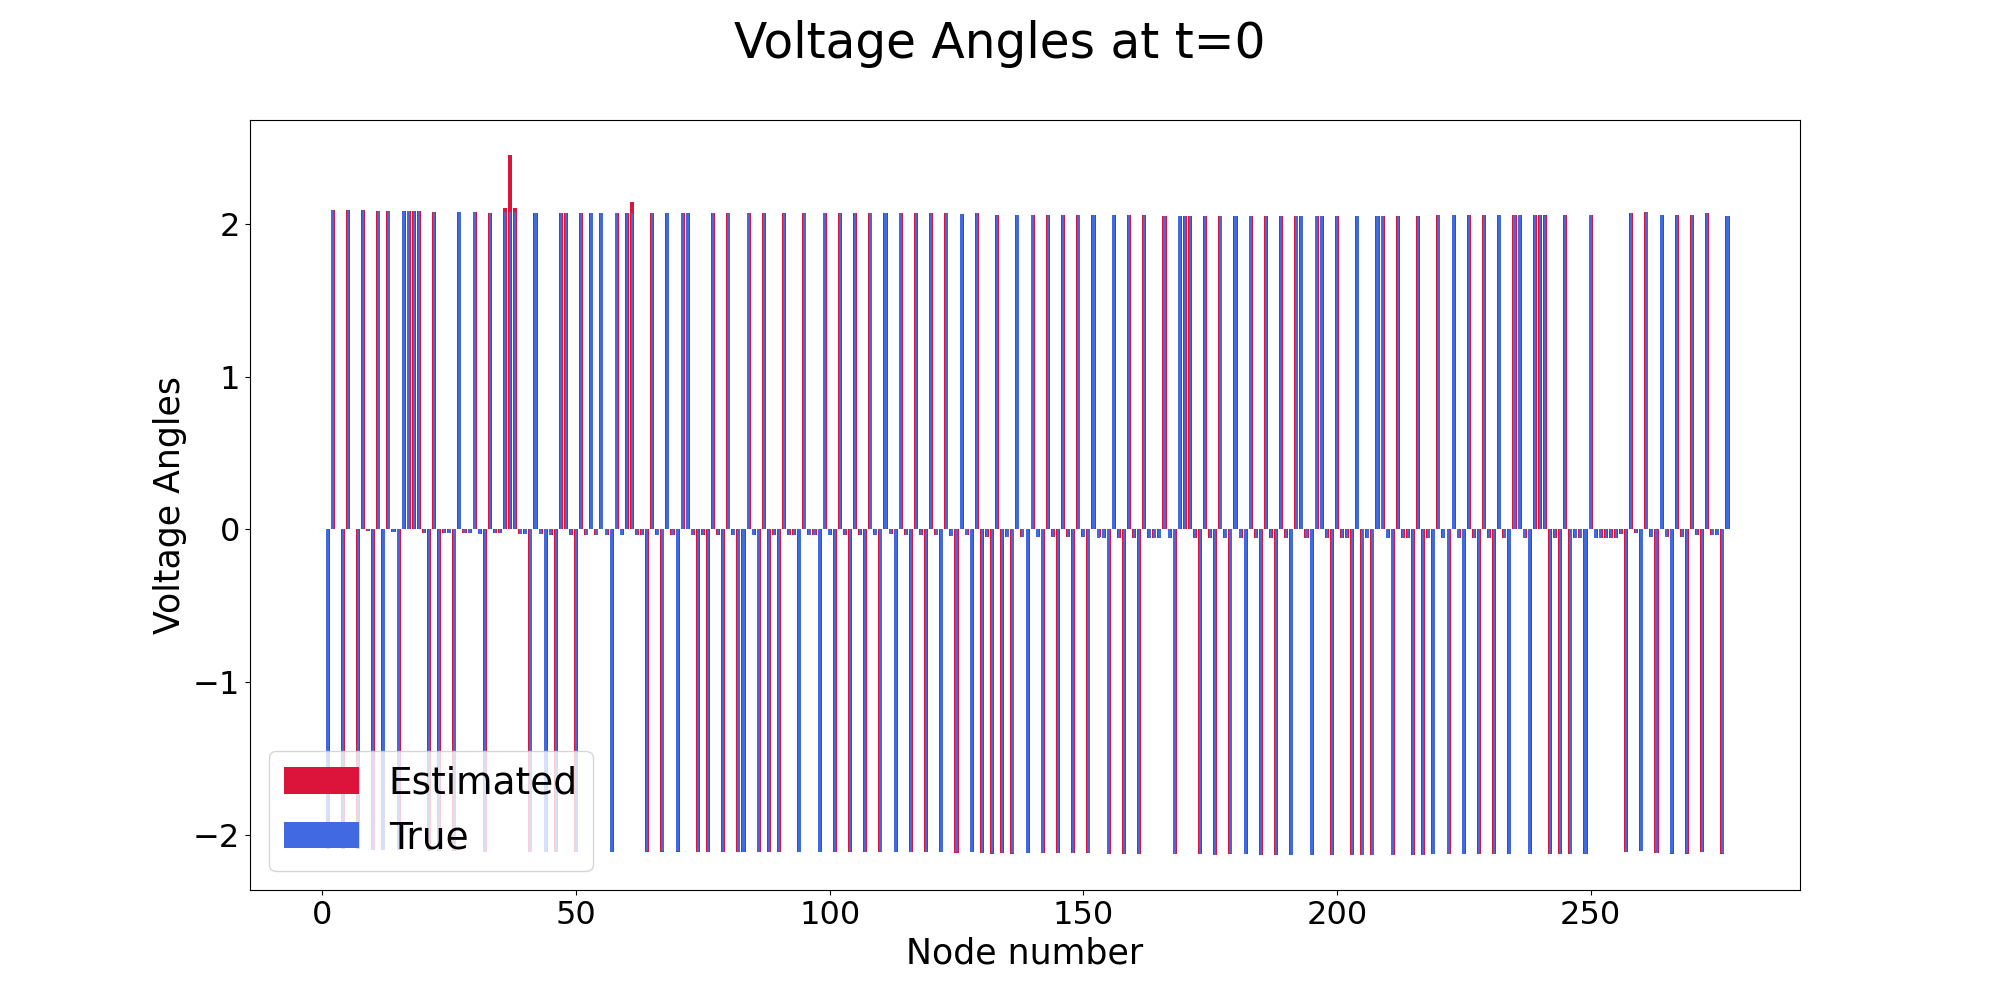 Voltage Angles at t=0
Voltage Angles
2
1
0
−1
−2
Estimated
True
0 50 100 150 200 250
Node number